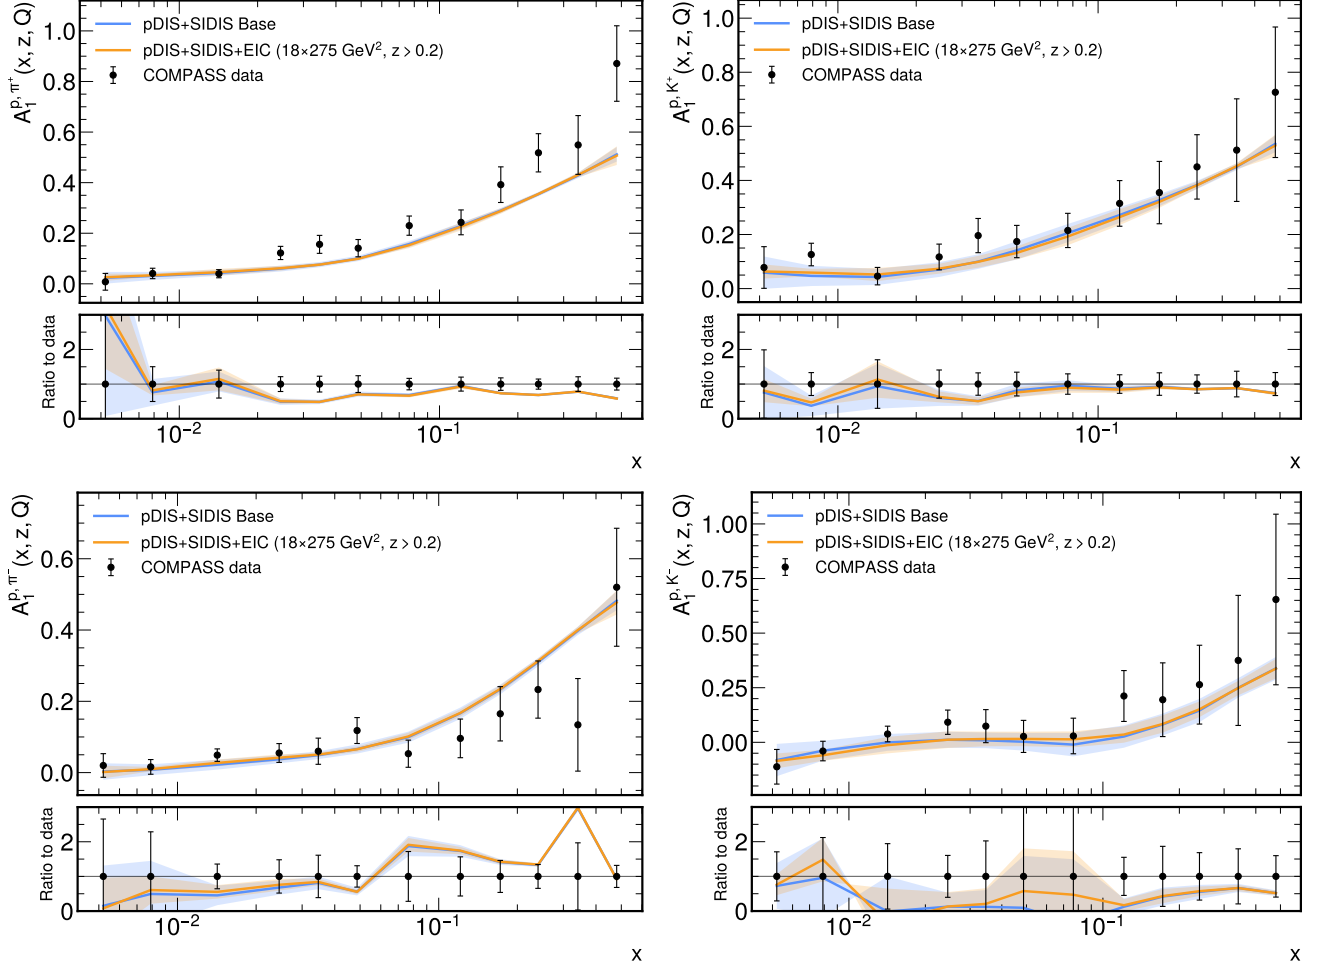 A₁^{p,π⁺}(x, z, Q)
pDIS+SIDIS Base
pDIS+SIDIS+EIC (18×275 GeV², z > 0.2)
COMPASS data
1.0
0.8
0.6
0.4
0.2
0.0
Ratio to data
2
0
10⁻²
10⁻¹
x
A₁^{p,K⁺}(x, z, Q)
pDIS+SIDIS Base
pDIS+SIDIS+EIC (18×275 GeV², z > 0.2)
COMPASS data
1.0
0.8
0.6
0.4
0.2
0.0
Ratio to data
2
0
10⁻²
10⁻¹
x
A₁^{p,π⁻}(x, z, Q)
pDIS+SIDIS Base
pDIS+SIDIS+EIC (18×275 GeV², z > 0.2)
COMPASS data
0.6
0.4
0.2
0.0
Ratio to data
2
0
10⁻²
10⁻¹
x
A₁^{p,K⁻}(x, z, Q)
pDIS+SIDIS Base
pDIS+SIDIS+EIC (18×275 GeV², z > 0.2)
COMPASS data
1.00
0.75
0.50
0.25
0.00
Ratio to data
2
0
10⁻²
10⁻¹
x